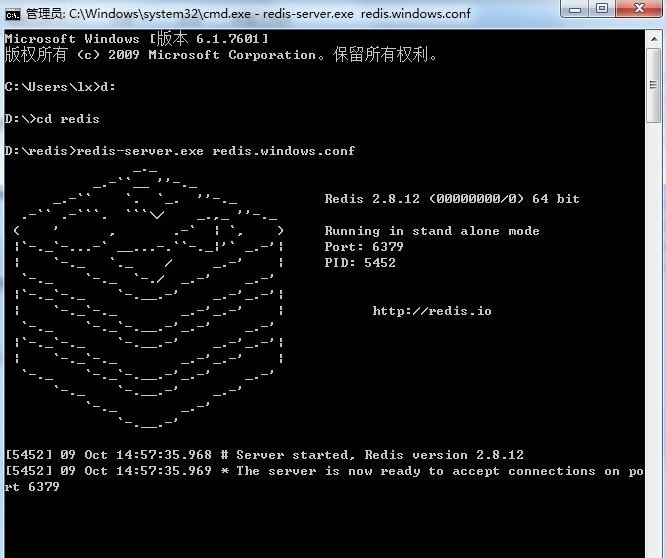 管理员: C:\Windows\system32\cmd.exe - redis-server.exe  redis.windows.conf
Microsoft Windows [版本 6.1.7601]
版权所有 (c) 2009 Microsoft Corporation。保留所有权利。
C:\Users\lx>d:
D:\>cd redis
D:\redis>redis-server.exe redis.windows.conf
Redis 2.8.12 (00000000/0) 64 bit
Running in stand alone mode
Port: 6379
PID: 5452
http://redis.io
[5452] 09 Oct 14:57:35.968 # Server started, Redis version 2.8.12
[5452] 09 Oct 14:57:35.969 * The server is now ready to accept connections on po
rt 6379